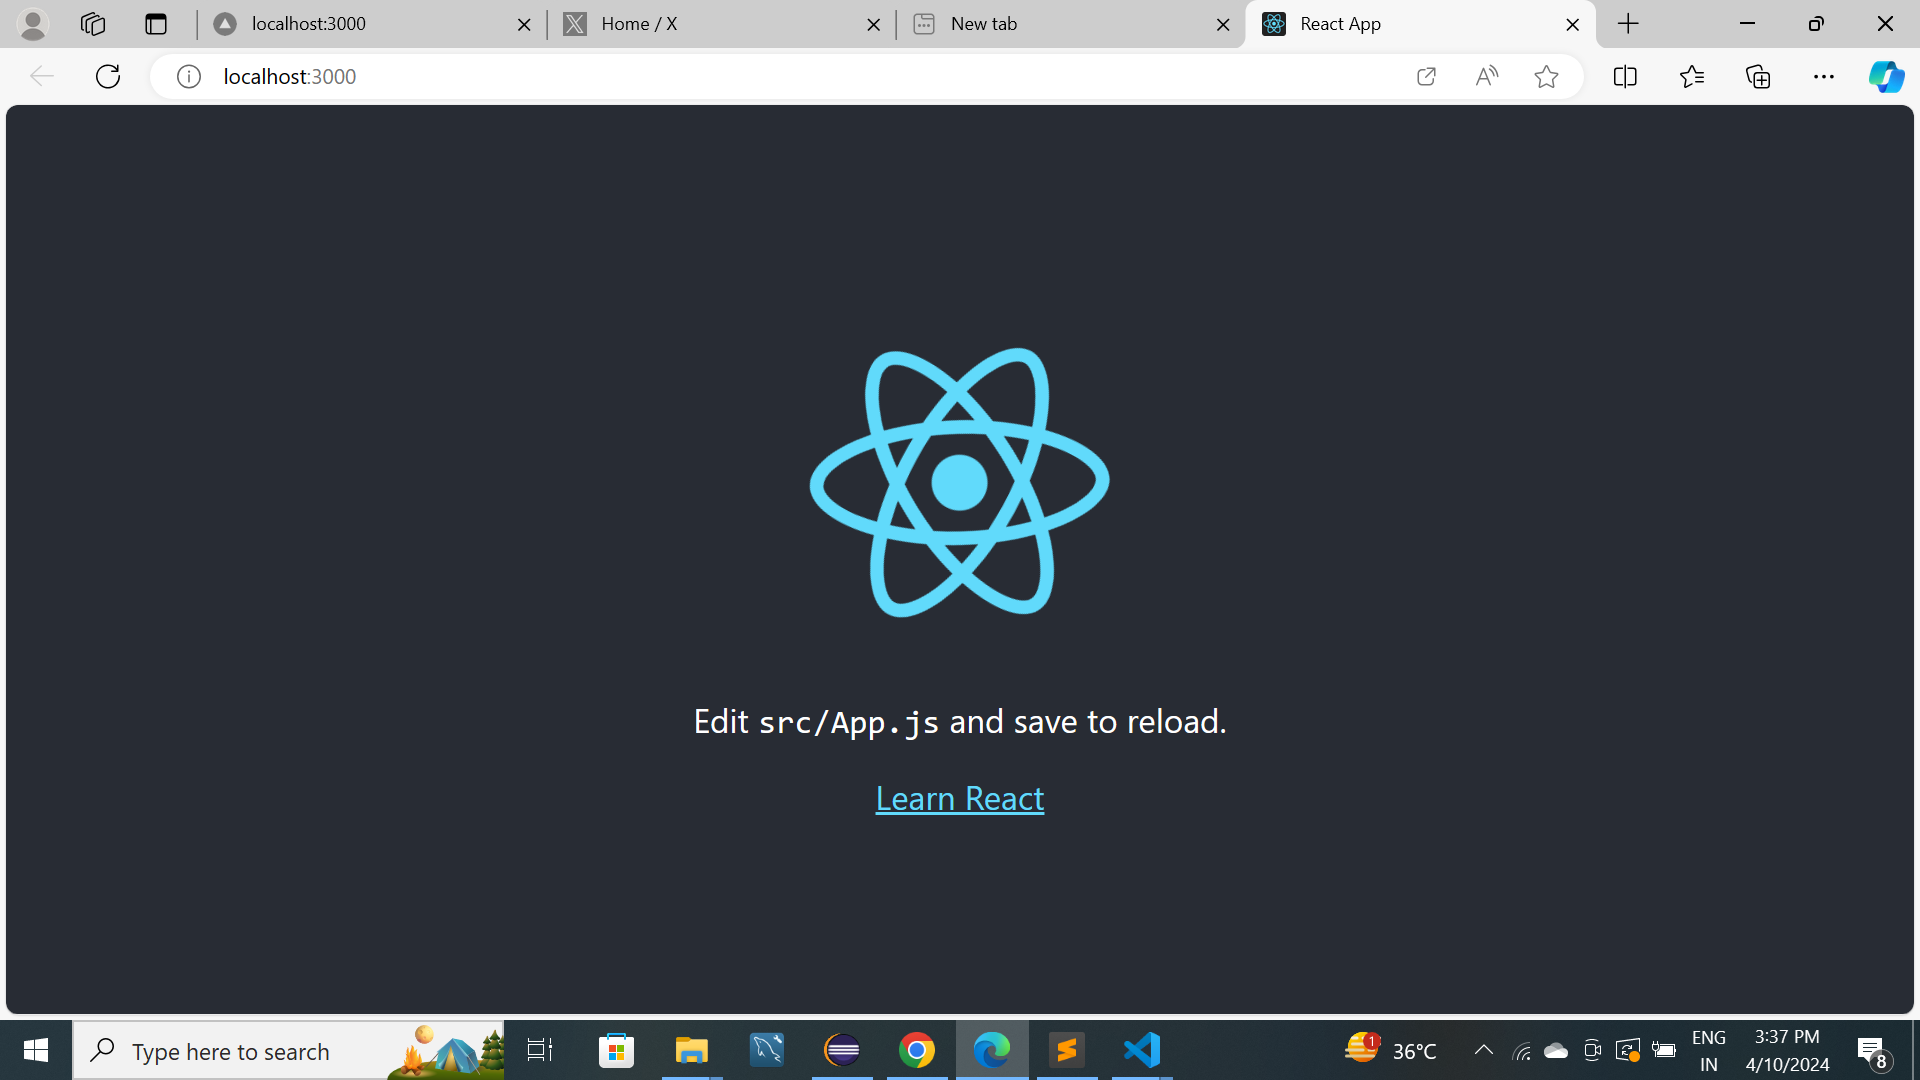 localhost:3000
Home / X
New tab
React App
localhost:3000
Edit src/App.js and save to reload.
Learn React
Type here to search
1
36°C
ENG
IN
3:37 PM
4/10/2024
8